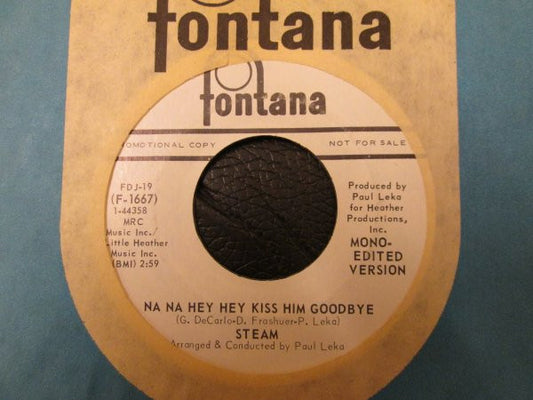 fontana
fontana
OMOTIONAL COPY NOT FOR SALE
FDJ-19
(F-1667)
1-44358
MRC
Music Inc./
Little Heather
Music Inc.
(BMI) 2:59
Produced by
Paul Leka
for Heather
Productions,
Inc.
MONO-
EDITED
VERSION
NA NA HEY HEY KISS HIM GOODBYE
(G. DeCarlo-D. Frashuer-P. Leka)
STEAM
Arranged & Conducted by Paul Leka